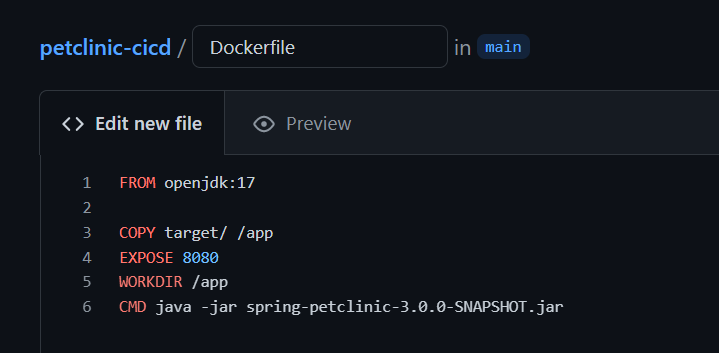 petclinic-cicd / Dockerfile in main
<> Edit new file Preview
1 FROM openjdk:17
2
3 COPY target/ /app
4 EXPOSE 8080
5 WORKDIR /app
6 CMD java -jar spring-petclinic-3.0.0-SNAPSHOT.jar